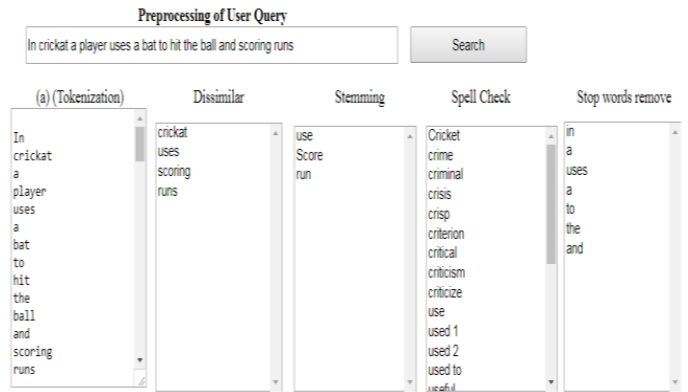 Preprocessing of User Query
In crickat a player uses a bat to hit the ball and scoring runs
Search
(a) (Tokenization)
In
crickat
a
player
uses
a
bat
to
hit
the
ball
and
scoring
runs
Dissimilar
crickat
uses
scoring
runs
Stemming
use
Score
run
Spell Check
Cricket
crime
criminal
crisis
crisp
criterion
critical
criticism
criticize
use
used 1
used 2
used to
useful
Stop words remove
in
a
uses
a
to
the
and